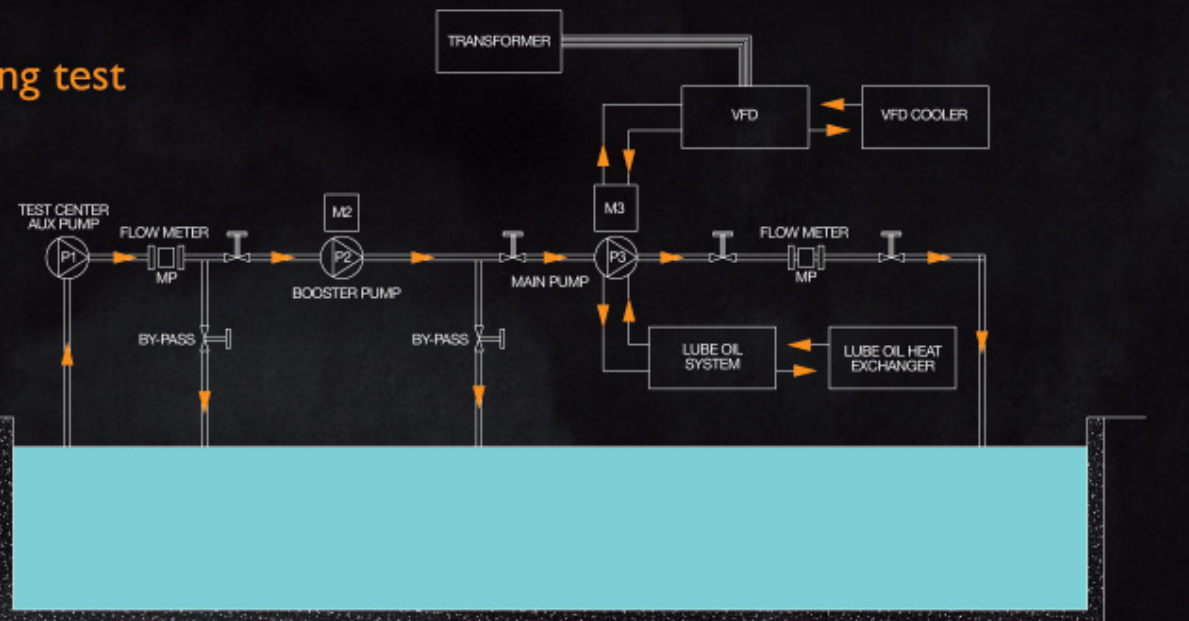 ng test
TRANSFORMER
VFD
VFD COOLER
TEST CENTER
AUX PUMP
P1
FLOW METER
MP
M2
P2
BOOSTER PUMP
M3
P3
MAIN PUMP
FLOW METER
MP
BY-PASS
BY-PASS
LUBE OIL
SYSTEM
LUBE OIL HEAT
EXCHANGER